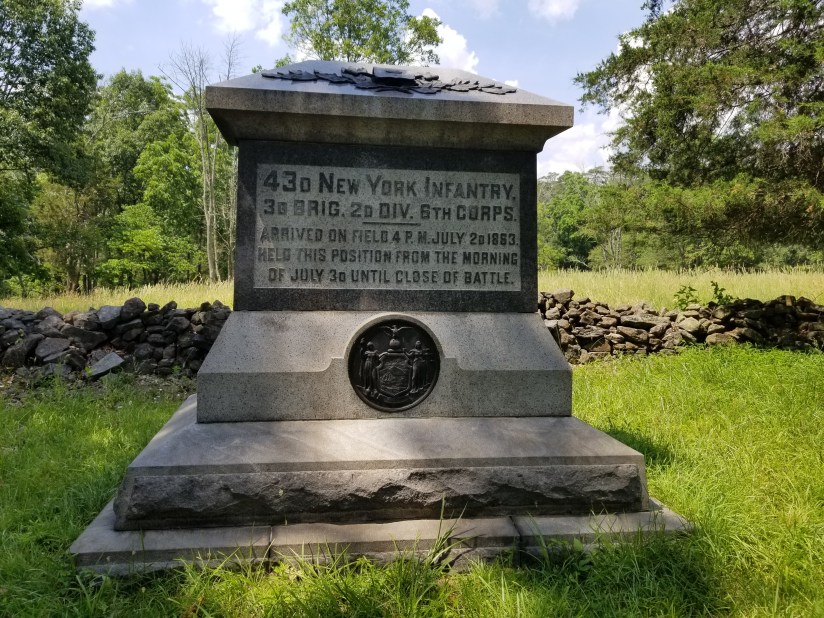 43D NEW YORK INFANTRY,
3D BRIG. 2D DIV. 6TH CORPS.
ARRIVED ON FIELD 4 P.M. JULY 2D 1863.
HELD THIS POSITION FROM THE MORNING
OF JULY 3D UNTIL CLOSE OF BATTLE.